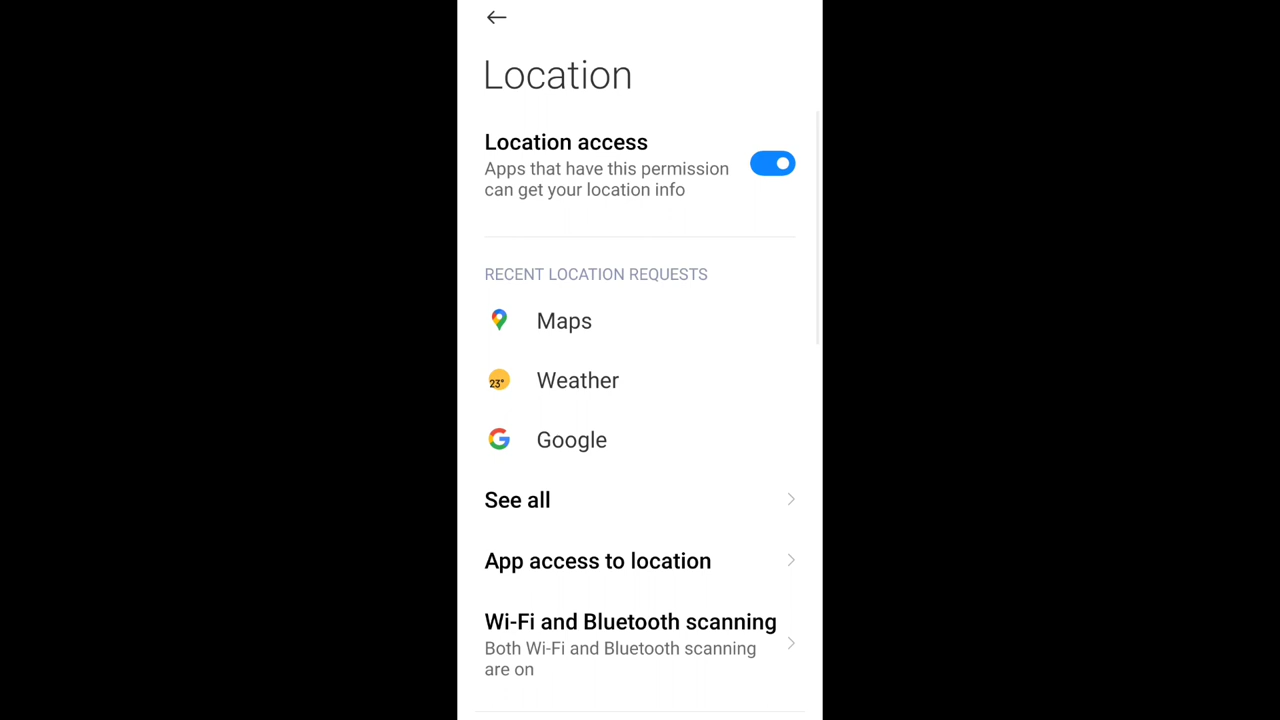 Location
Location access
Apps that have this permission
can get your location info
RECENT LOCATION REQUESTS
Maps
23°
Weather
Google
See all
App access to location
Wi-Fi and Bluetooth scanning
Both Wi-Fi and Bluetooth scanning
are on